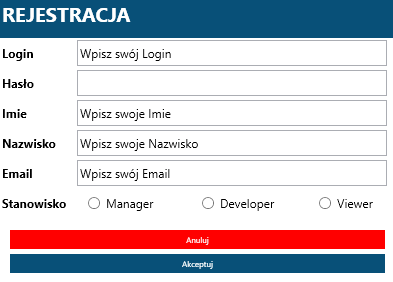 REJESTRACJA
Login Wpisz swój Login
Hasło
Imie Wpisz swoje Imie
Nazwisko Wpisz swoje Nazwisko
Email Wpisz swój Email
Stanowisko Manager Developer Viewer
Anuluj
Akceptuj